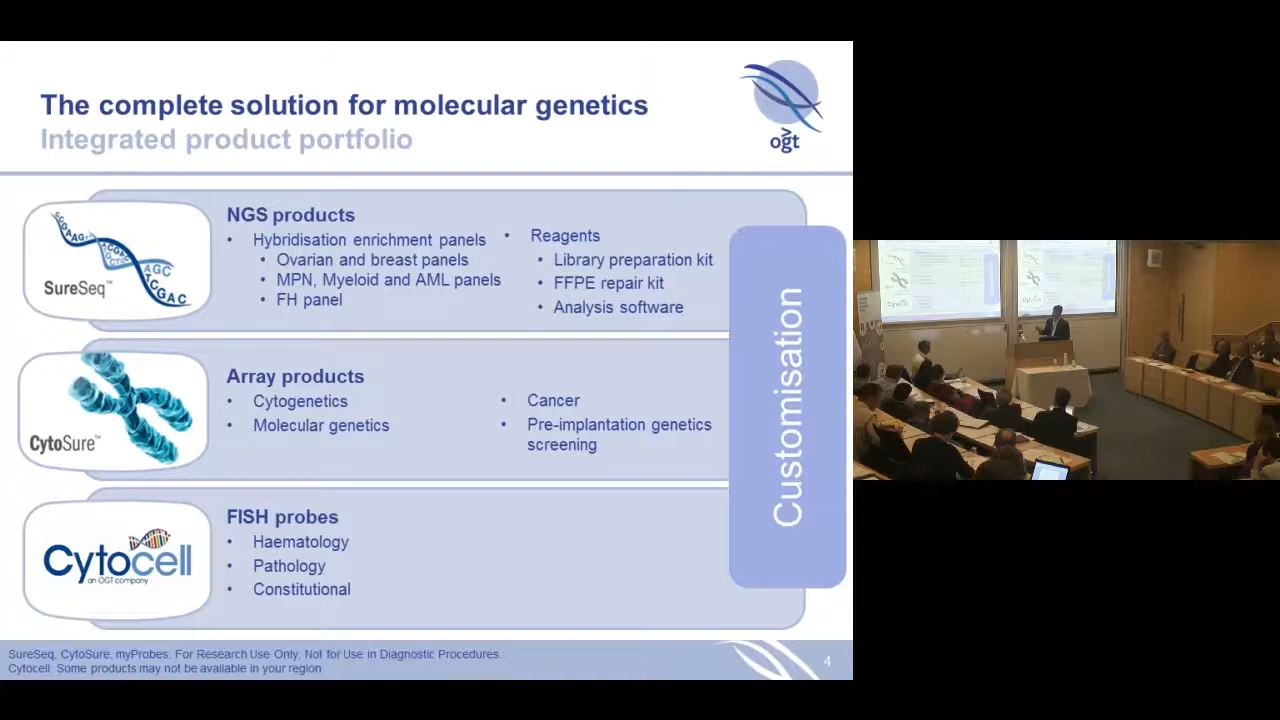 The complete solution for molecular genetics
Integrated product portfolio
ogt
NGS products
• Hybridisation enrichment panels
• Ovarian and breast panels
• MPN, Myeloid and AML panels
• FH panel
• Reagents
• Library preparation kit
• FFPE repair kit
• Analysis software
SureSeq™
Array products
• Cytogenetics
• Molecular genetics
• Cancer
• Pre-implantation genetics
screening
CytoSure™
FISH probes
• Haematology
• Pathology
• Constitutional
Cytocell
an OGT company
Customisation
SureSeq, CytoSure, myProbes: For Research Use Only; Not for Use in Diagnostic Procedures.
Cytocell: Some products may not be available in your region
4